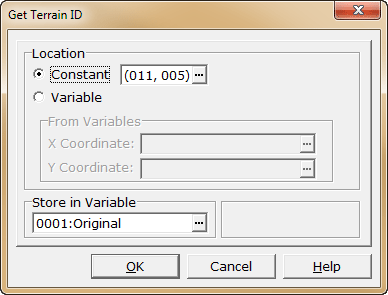 Get Terrain ID
Location
Constant (011, 005) ...
Variable
From Variables
X Coordinate: ...
Y Coordinate: ...
Store in Variable
0001:Original ...
OK Cancel Help